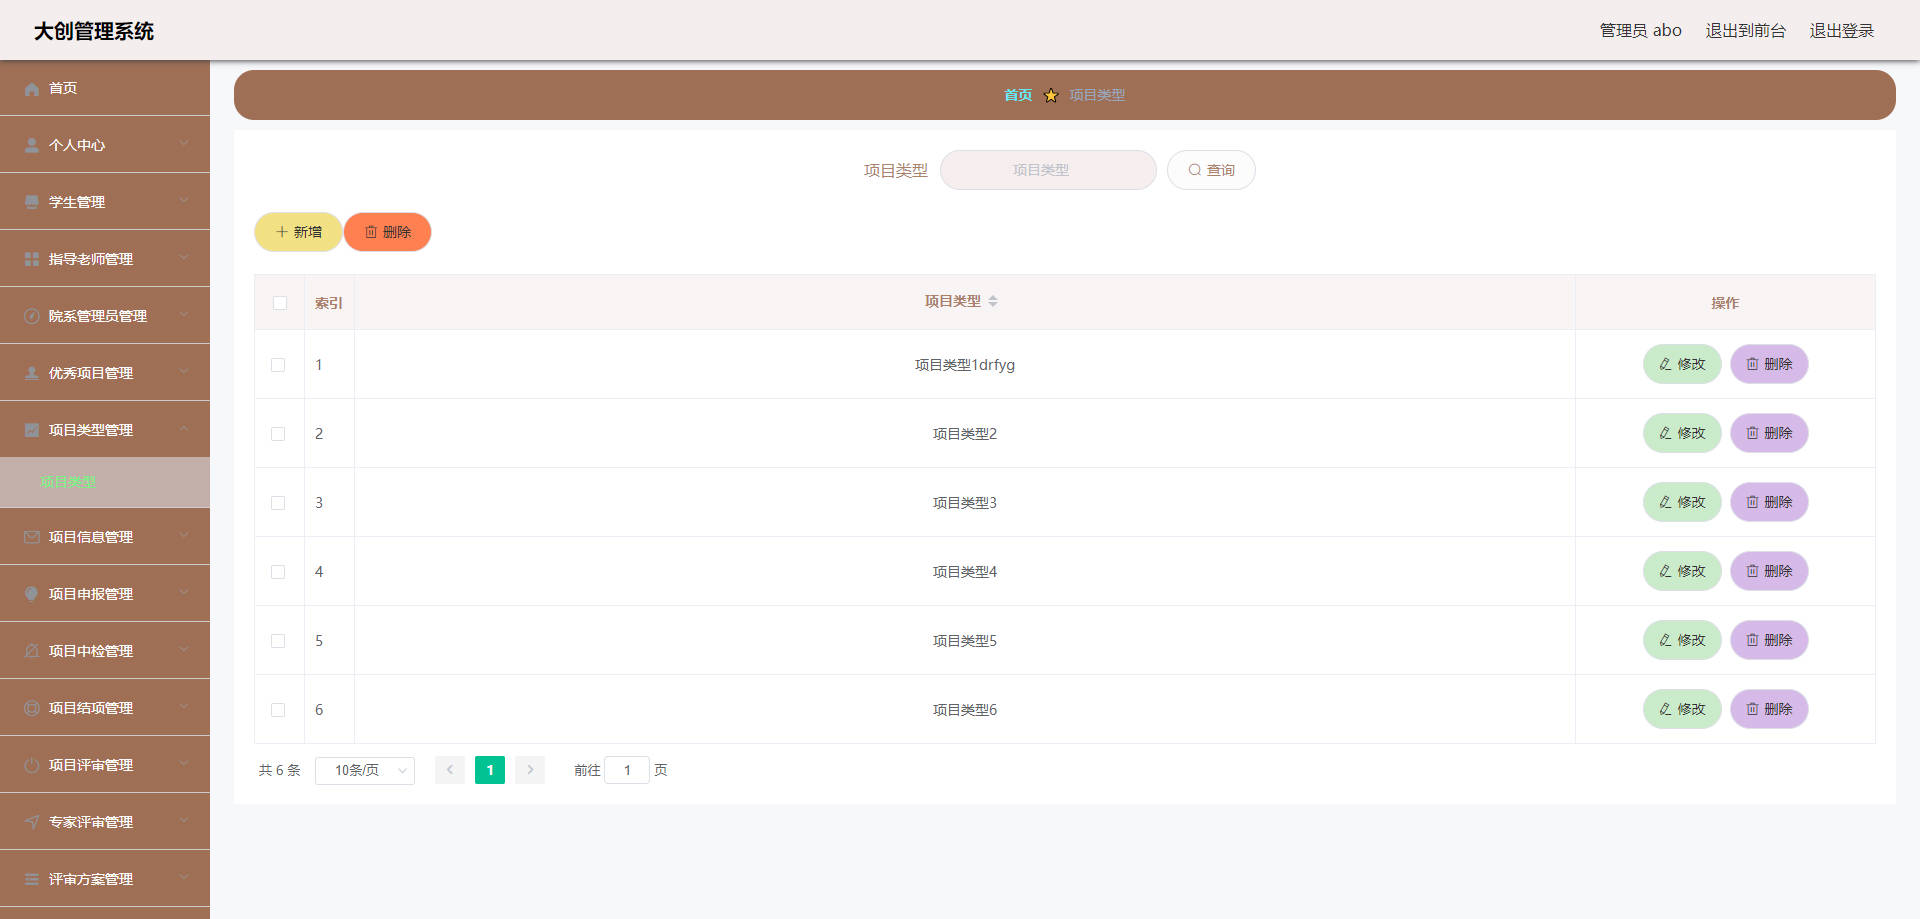 大创管理系统
管理员 abo 退出到前台 退出登录
首页
个人中心
学生管理
指导老师管理
院系管理员管理
优秀项目管理
项目类型管理
项目类型
项目信息管理
项目申报管理
项目中检管理
项目结项管理
项目评审管理
专家评审管理
评审方案管理
首页 项目类型
项目类型 项目类型 查询
新增 删除
索引 项目类型 操作
1 项目类型1drfyg 修改 删除
2 项目类型2 修改 删除
3 项目类型3 修改 删除
4 项目类型4 修改 删除
5 项目类型5 修改 删除
6 项目类型6 修改 删除
共 6 条 10条/页 1 前往 1 页